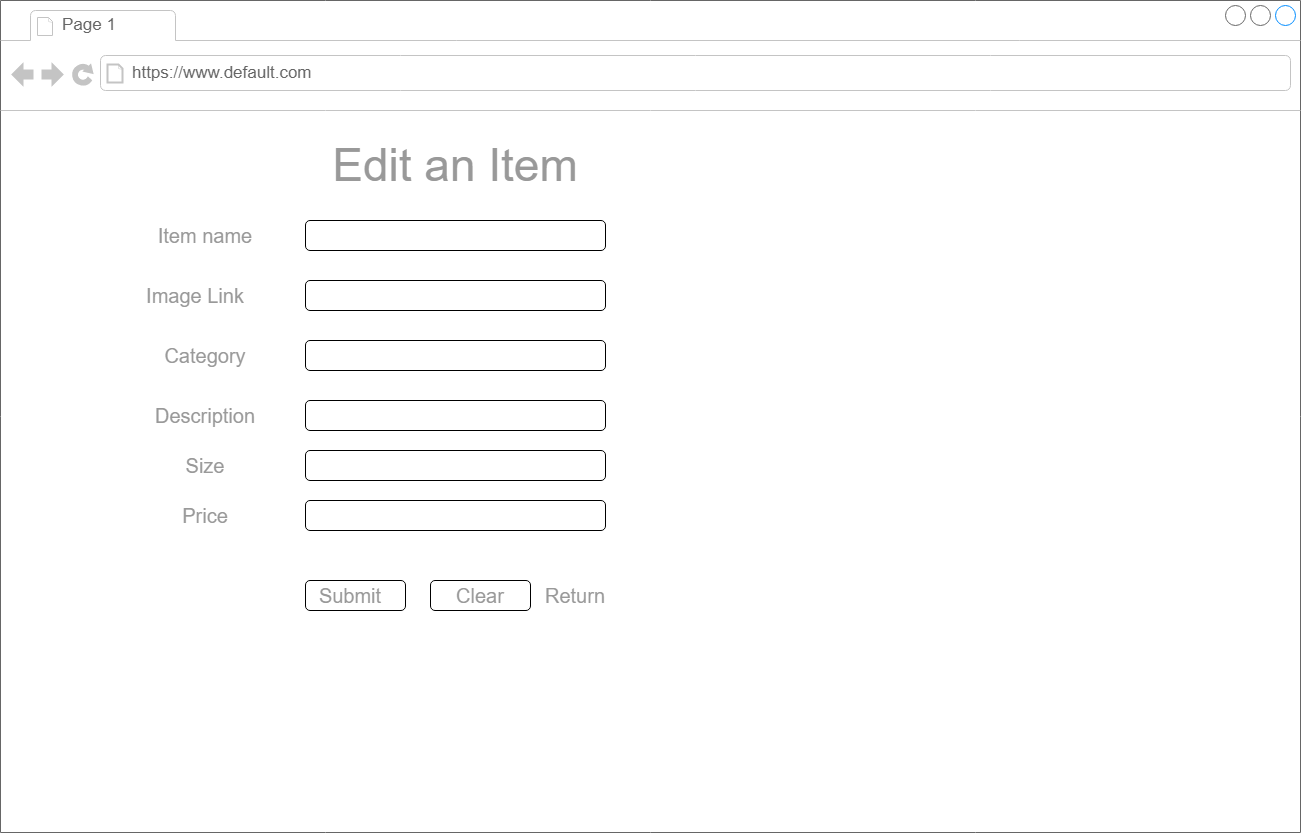 Page 1
https://www.default.com
Edit an Item
Item name
Image Link
Category
Description
Size
Price
Submit Clear Return